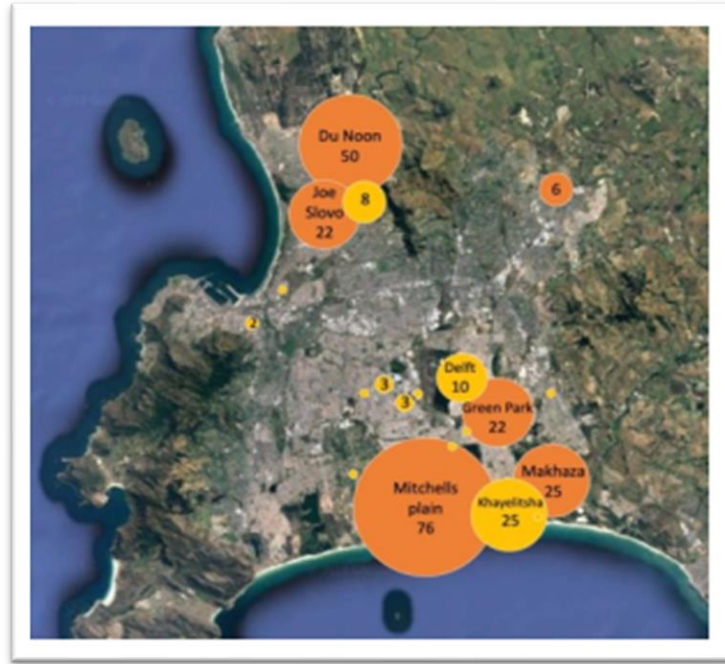 Du Noon
50
Joe
Slovo
22
8
6
2
3
3
Delft
10
Green Park
22
Makhaza
25
Mitchells
plain
76
Khayelitsha
25